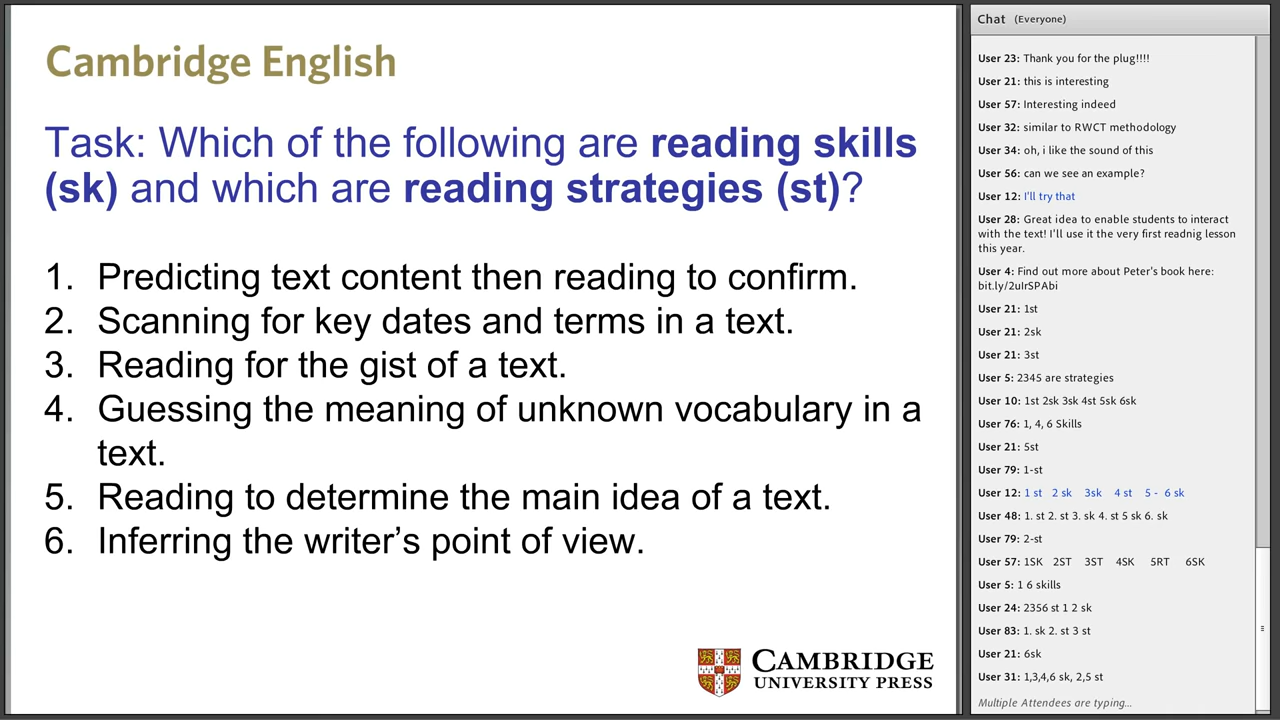 Cambridge English
Task: Which of the following are reading skills
(sk) and which are reading strategies (st)?
1. Predicting text content then reading to confirm.
2. Scanning for key dates and terms in a text.
3. Reading for the gist of a text.
4. Guessing the meaning of unknown vocabulary in a
text.
5. Reading to determine the main idea of a text.
6. Inferring the writer's point of view.
CAMBRIDGE
UNIVERSITY PRESS
Chat (Everyone)
User 23: Thank you for the plug!!!!
User 21: this is interesting
User 57: Interesting indeed
User 32: similar to RWCT methodology
User 34: oh, i like the sound of this
User 56: can we see an example?
User 12: I'll try that
User 28: Great idea to enable students to interact
with the text! I'll use it the very first readnig lesson
this year.
User 4: Find out more about Peter's book here:
bit.ly/2uIrSPAbi
User 21: 1st
User 21: 2sk
User 21: 3st
User 5: 2345 are strategies
User 10: 1st 2sk 3sk 4st 5sk 6sk
User 76: 1, 4, 6 Skills
User 21: 5st
User 79: 1-st
User 12: 1 st 2 sk 3sk 4 st 5 - 6 sk
User 48: 1. st 2. st 3. sk 4. st 5 sk 6. sk
User 79: 2-st
User 57: 1SK 2ST 3ST 4SK 5RT 6SK
User 5: 1 6 skills
User 24: 2356 st 1 2 sk
User 83: 1. sk 2. st 3 st
User 21: 6sk
User 31: 1,3,4,6 sk, 2,5 st
Multiple Attendees are typing...